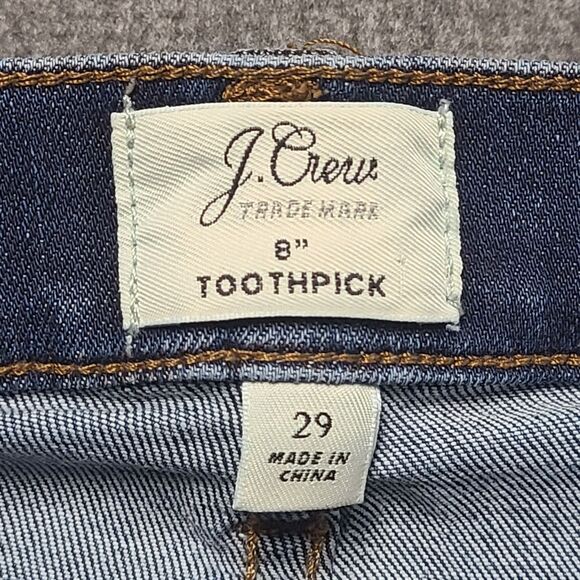 J.Crew
TRADE MARK
8"
TOOTHPICK
29
MADE IN
CHINA